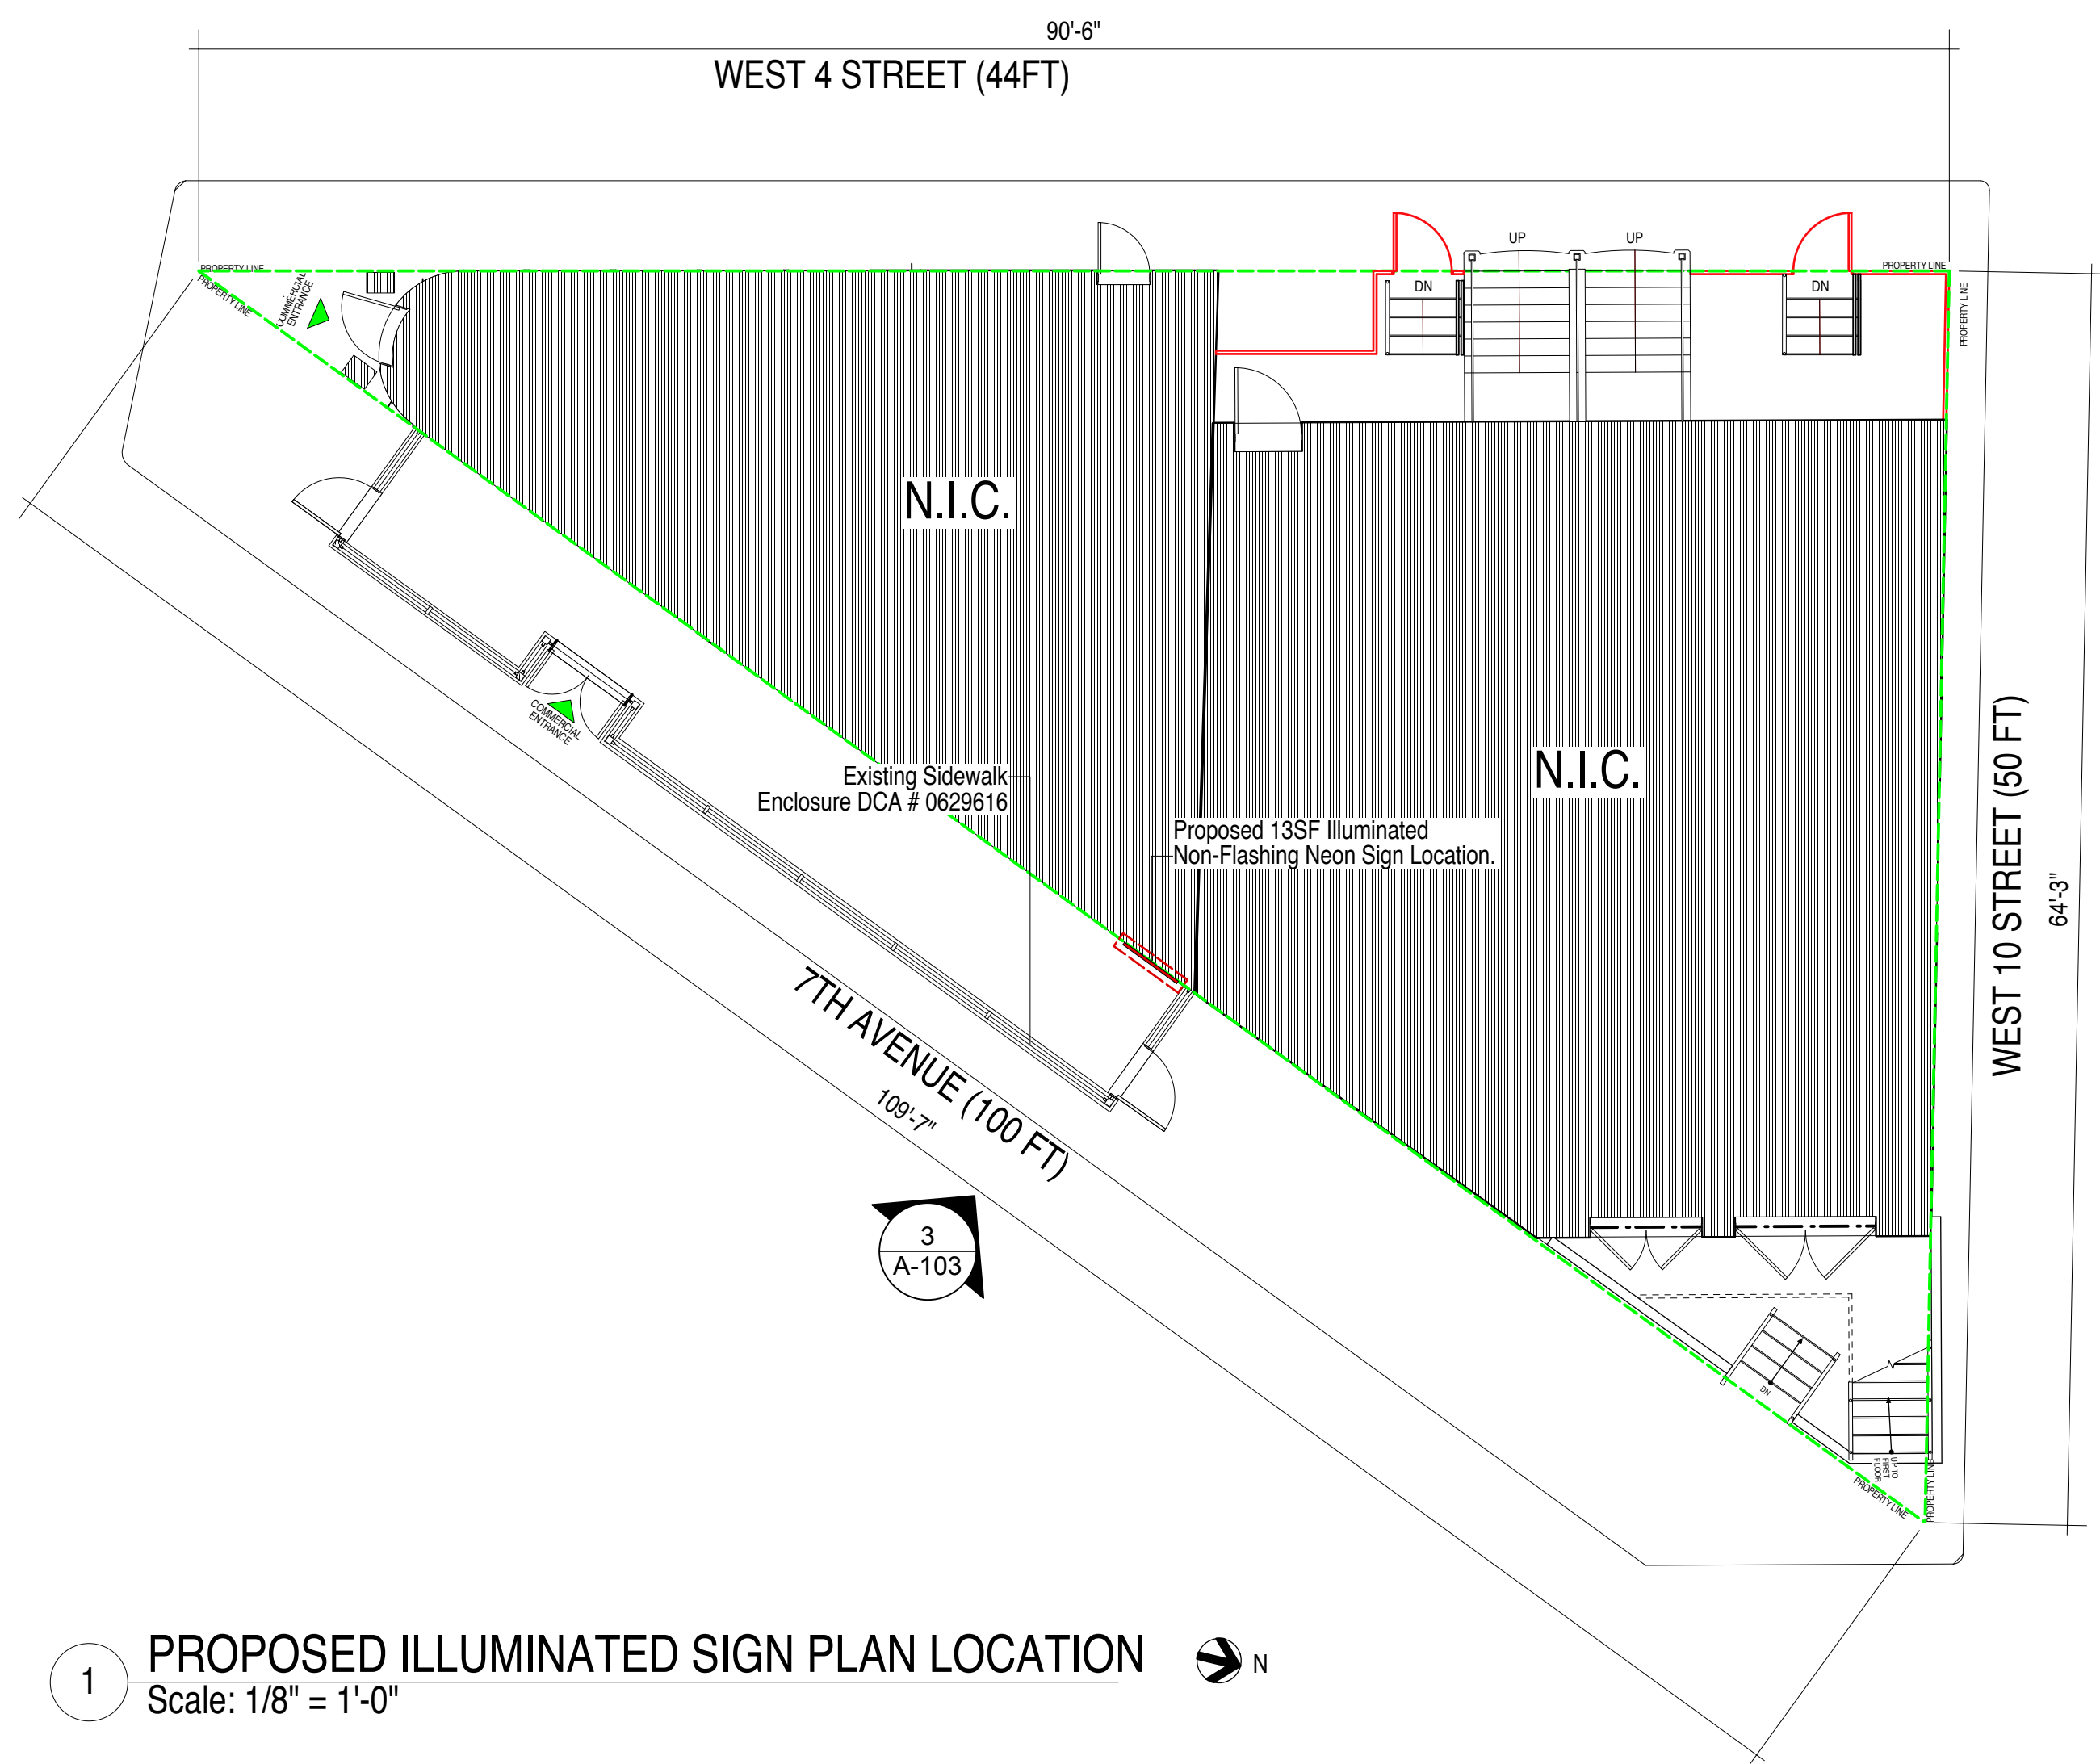 90'-6"
WEST 4 STREET (44FT)
UP
UP
PROPERTY LINE
PROPERTY LINE
PROPERTY LINE
PROPERTY LINE
COMMERCIAL
ENTRANCE
DN
DN
N.I.C.
COMMERCIAL
ENTRANCE
N.I.C.
Existing Sidewalk
Enclosure DCA # 0629616
Proposed 13SF Illuminated
Non-Flashing Neon Sign Location.
WEST 10 STREET (50 FT)
64'-3"
7TH AVENUE (100 FT)
109'-7"
3
A-103
DN
UP TO
FIRST
FLOOR
PROPERTY LINE
PROPERTY LINE
1
PROPOSED ILLUMINATED SIGN PLAN LOCATION
N
Scale: 1/8" = 1'-0"